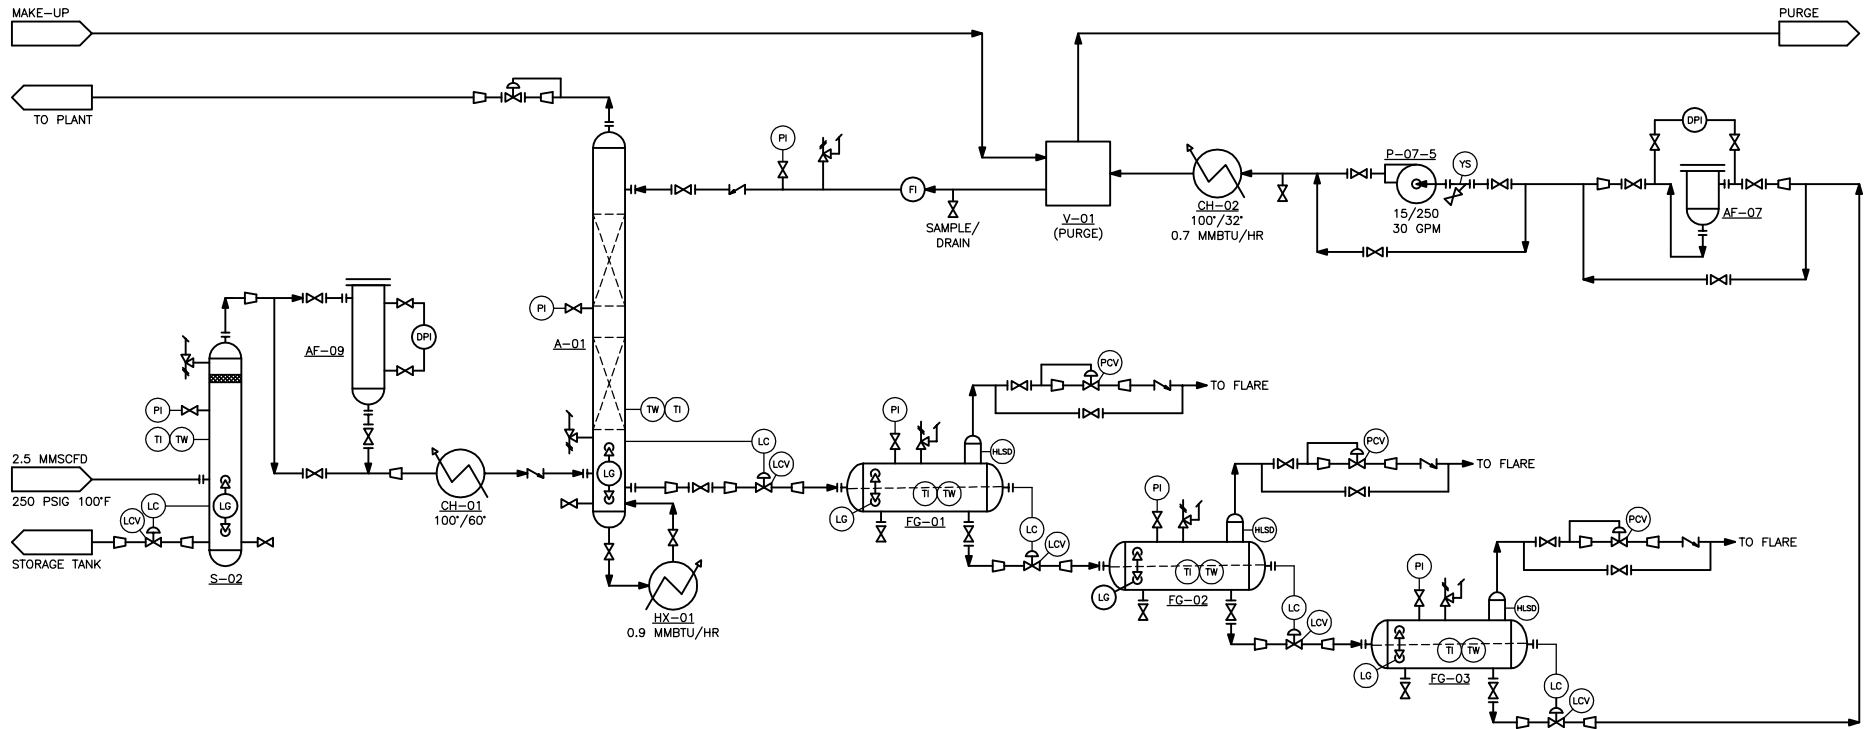 MAKE-UP
PURGE
TO PLANT
PI
DPI
P-07-5
YS
FI
SAMPLE/
DRAIN
V-01
(PURGE)
CH-02
100°/32°
0.7 MMBTU/HR
15/250
30 GPM
AF-07
PI
AF-09
DPI
A-01
PCV
TO FLARE
PI
TI
TW
TW
TI
PI
LC
LCV
HLSD
PCV
TO FLARE
2.5 MMSCFD
250 PSIG 100°F
LG
LG
CH-01
100°/60°
TI
TW
LG
FG-01
PI
LC
LCV
LC
LCV
LG
STORAGE TANK
S-02
HLSD
PCV
TO FLARE
HX-01
0.9 MMBTU/HR
TI
TW
LG
FG-02
PI
LC
LCV
HLSD
TI
TW
LG
FG-03
LC
LCV